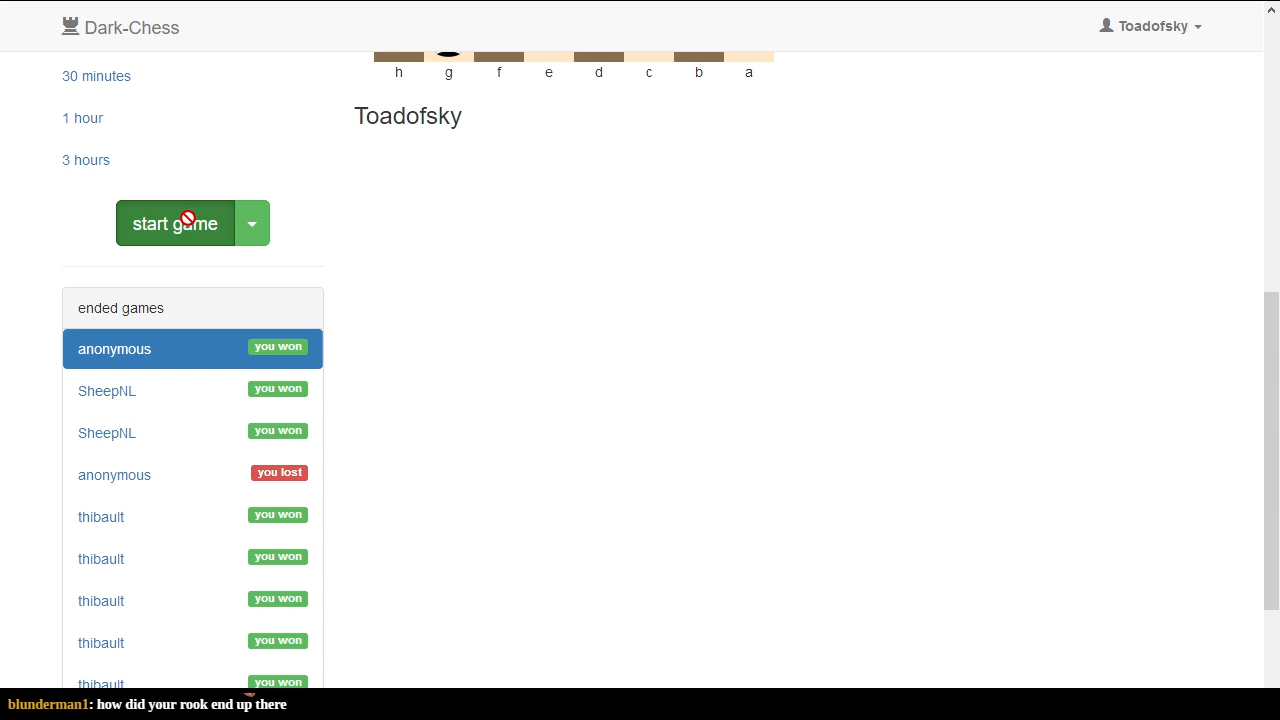 Dark-Chess
Toadofsky
30 minutes
h g f e d c b a
1 hour
Toadofsky
3 hours
start game
ended games
anonymous you won
SheepNL you won
SheepNL you won
anonymous you lost
thibault you won
thibault you won
thibault you won
thibault you won
thibault you won
blunderman1: how did your rook end up there